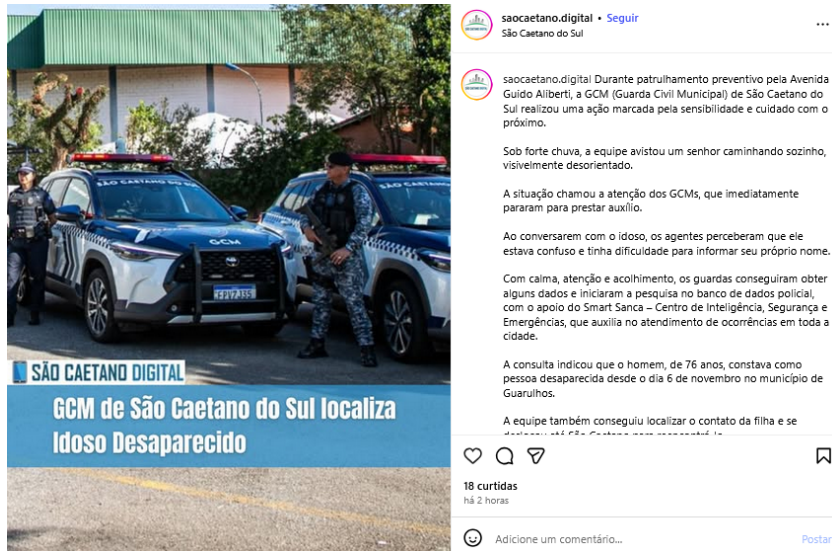 SÃO CAETANO DO SUL
SÃO CAETANO
GCM
SÃO CAETANO DIGITAL
GCM de São Caetano do Sul localiza
Idoso Desaparecido
saocaetano.digital • Seguir
São Caetano do Sul
saocaetano.digital Durante patrulhamento preventivo pela Avenida
Guido Aliberti, a GCM (Guarda Civil Municipal) de São Caetano do
Sul realizou uma ação marcada pela sensibilidade e cuidado com o
próximo.
Sob forte chuva, a equipe avistou um senhor caminhando sozinho,
visivelmente desorientado.
A situação chamou a atenção dos GCMs, que imediatamente
pararam para prestar auxílio.
Ao conversarem com o idoso, os agentes perceberam que ele
estava confuso e tinha dificuldade para informar seu próprio nome.
Com calma, atenção e acolhimento, os guardas conseguiram obter
alguns dados e iniciaram a pesquisa no banco de dados policial,
com o apoio do Smart Sanca – Centro de Inteligência, Segurança e
Emergências, que auxilia no atendimento de ocorrências em toda a
cidade.
A consulta indicou que o homem, de 76 anos, constava como
pessoa desaparecida desde o dia 6 de novembro no município de
Guarulhos.
A equipe também conseguiu localizar o contato da filha e se
18 curtidas
há 2 horas
Adicione um comentário...
Postar